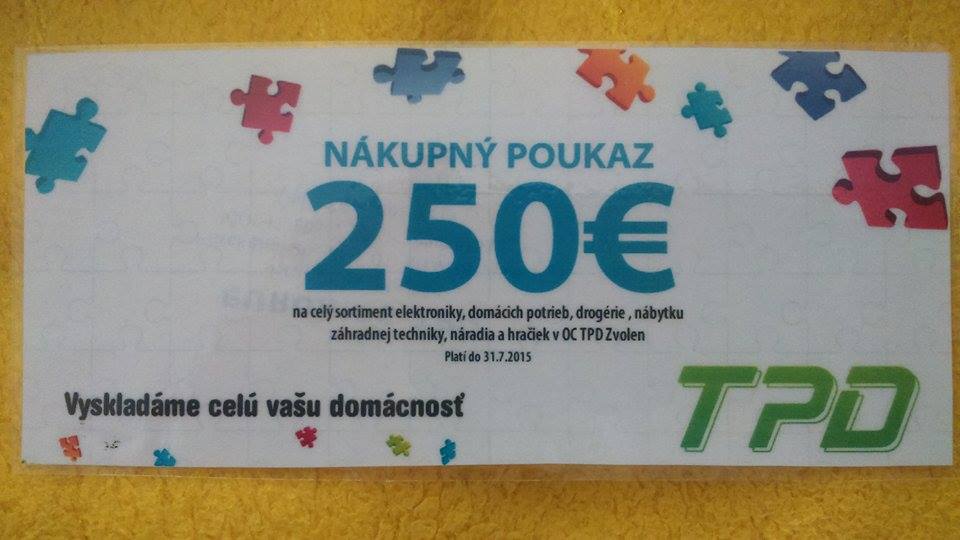 NÁKUPNÝ POUKAZ
250€
na celý sortiment elektroniky, domácich potrieb, drogérie , nábytku
záhradnej techniky, náradia a hračiek v OC TPD Zvolen
Platí do 31.7.2015
Vyskladáme celú vašu domácnosť
TPD